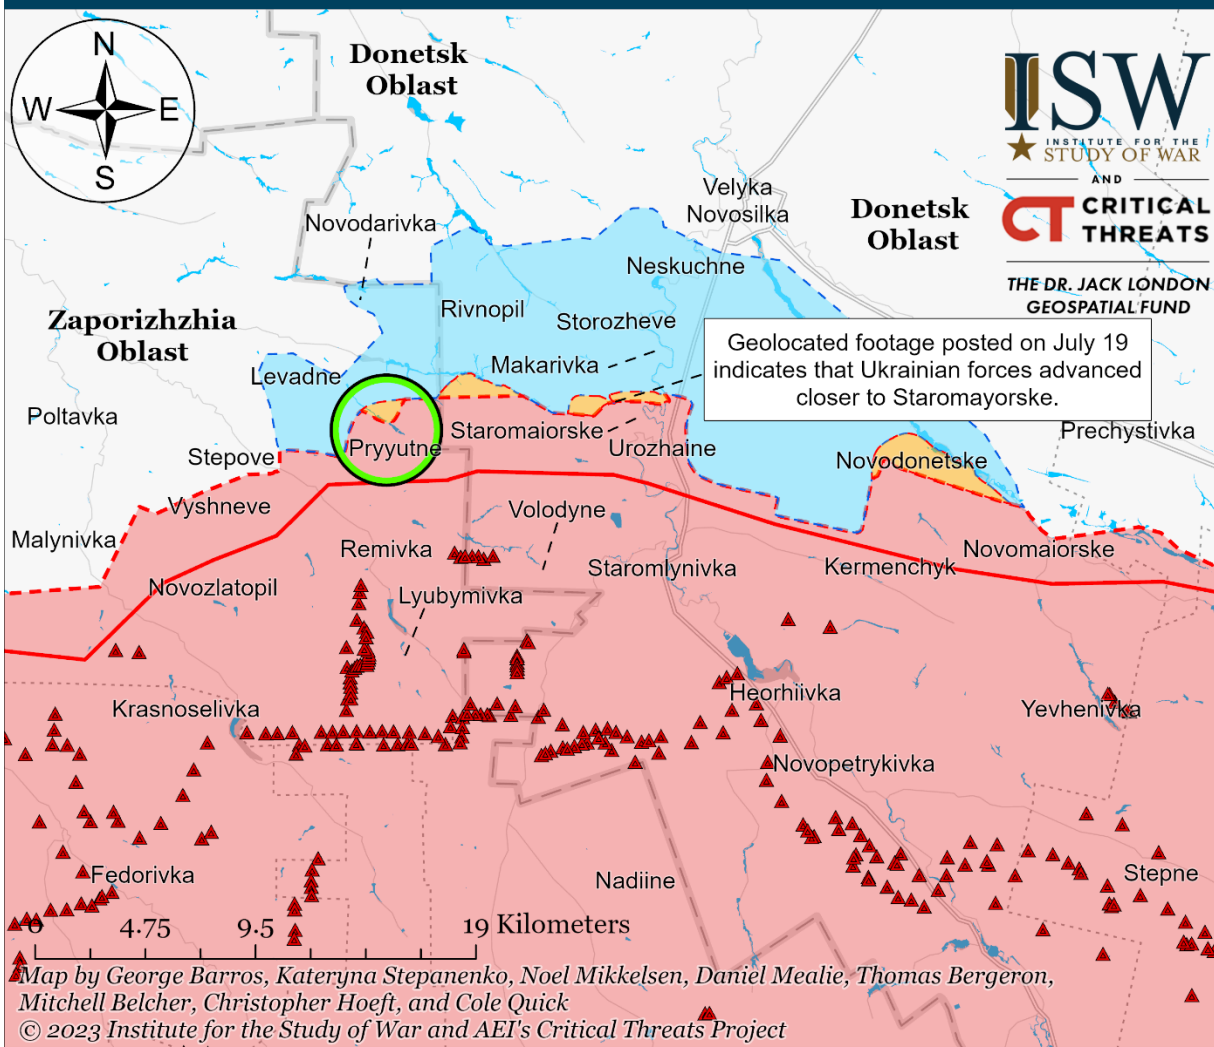 N
W
E
S
Donetsk
Oblast
ISW
INSTITUTE FOR THE
STUDY OF WAR
AND
CT CRITICAL
THREATS
THE DR. JACK LONDON
GEOSPATIAL FUND
Velyka
Novosilka
Donetsk
Oblast
Novodarivka
Neskuchne
Rivnopil
Storozheve
Zaporizhzhia
Oblast
Makarivka
Geolocated footage posted on July 19
indicates that Ukrainian forces advanced
closer to Staromayorske.
Levadne
Poltavka
Staromaiorske
Prechystivka
Pryyutne
Urozhaine
Stepove
Novodonetske
Vyshneve
Volodyne
Malynivka
Remivka
Novomaiorske
Staromlynivka
Kermenchyk
Novozlatopil
Lyubymivka
Heorhiivka
Krasnoselivka
Yevhenivka
Novopetrykivka
Fedorivka
Nadiine
Stepne
0 4.75 9.5 19 Kilometers
Map by George Barros, Kateryna Stepanenko, Noel Mikkelsen, Daniel Mealie, Thomas Bergeron,
Mitchell Belcher, Christopher Hoeft, and Cole Quick
© 2023 Institute for the Study of War and AEI's Critical Threats Project